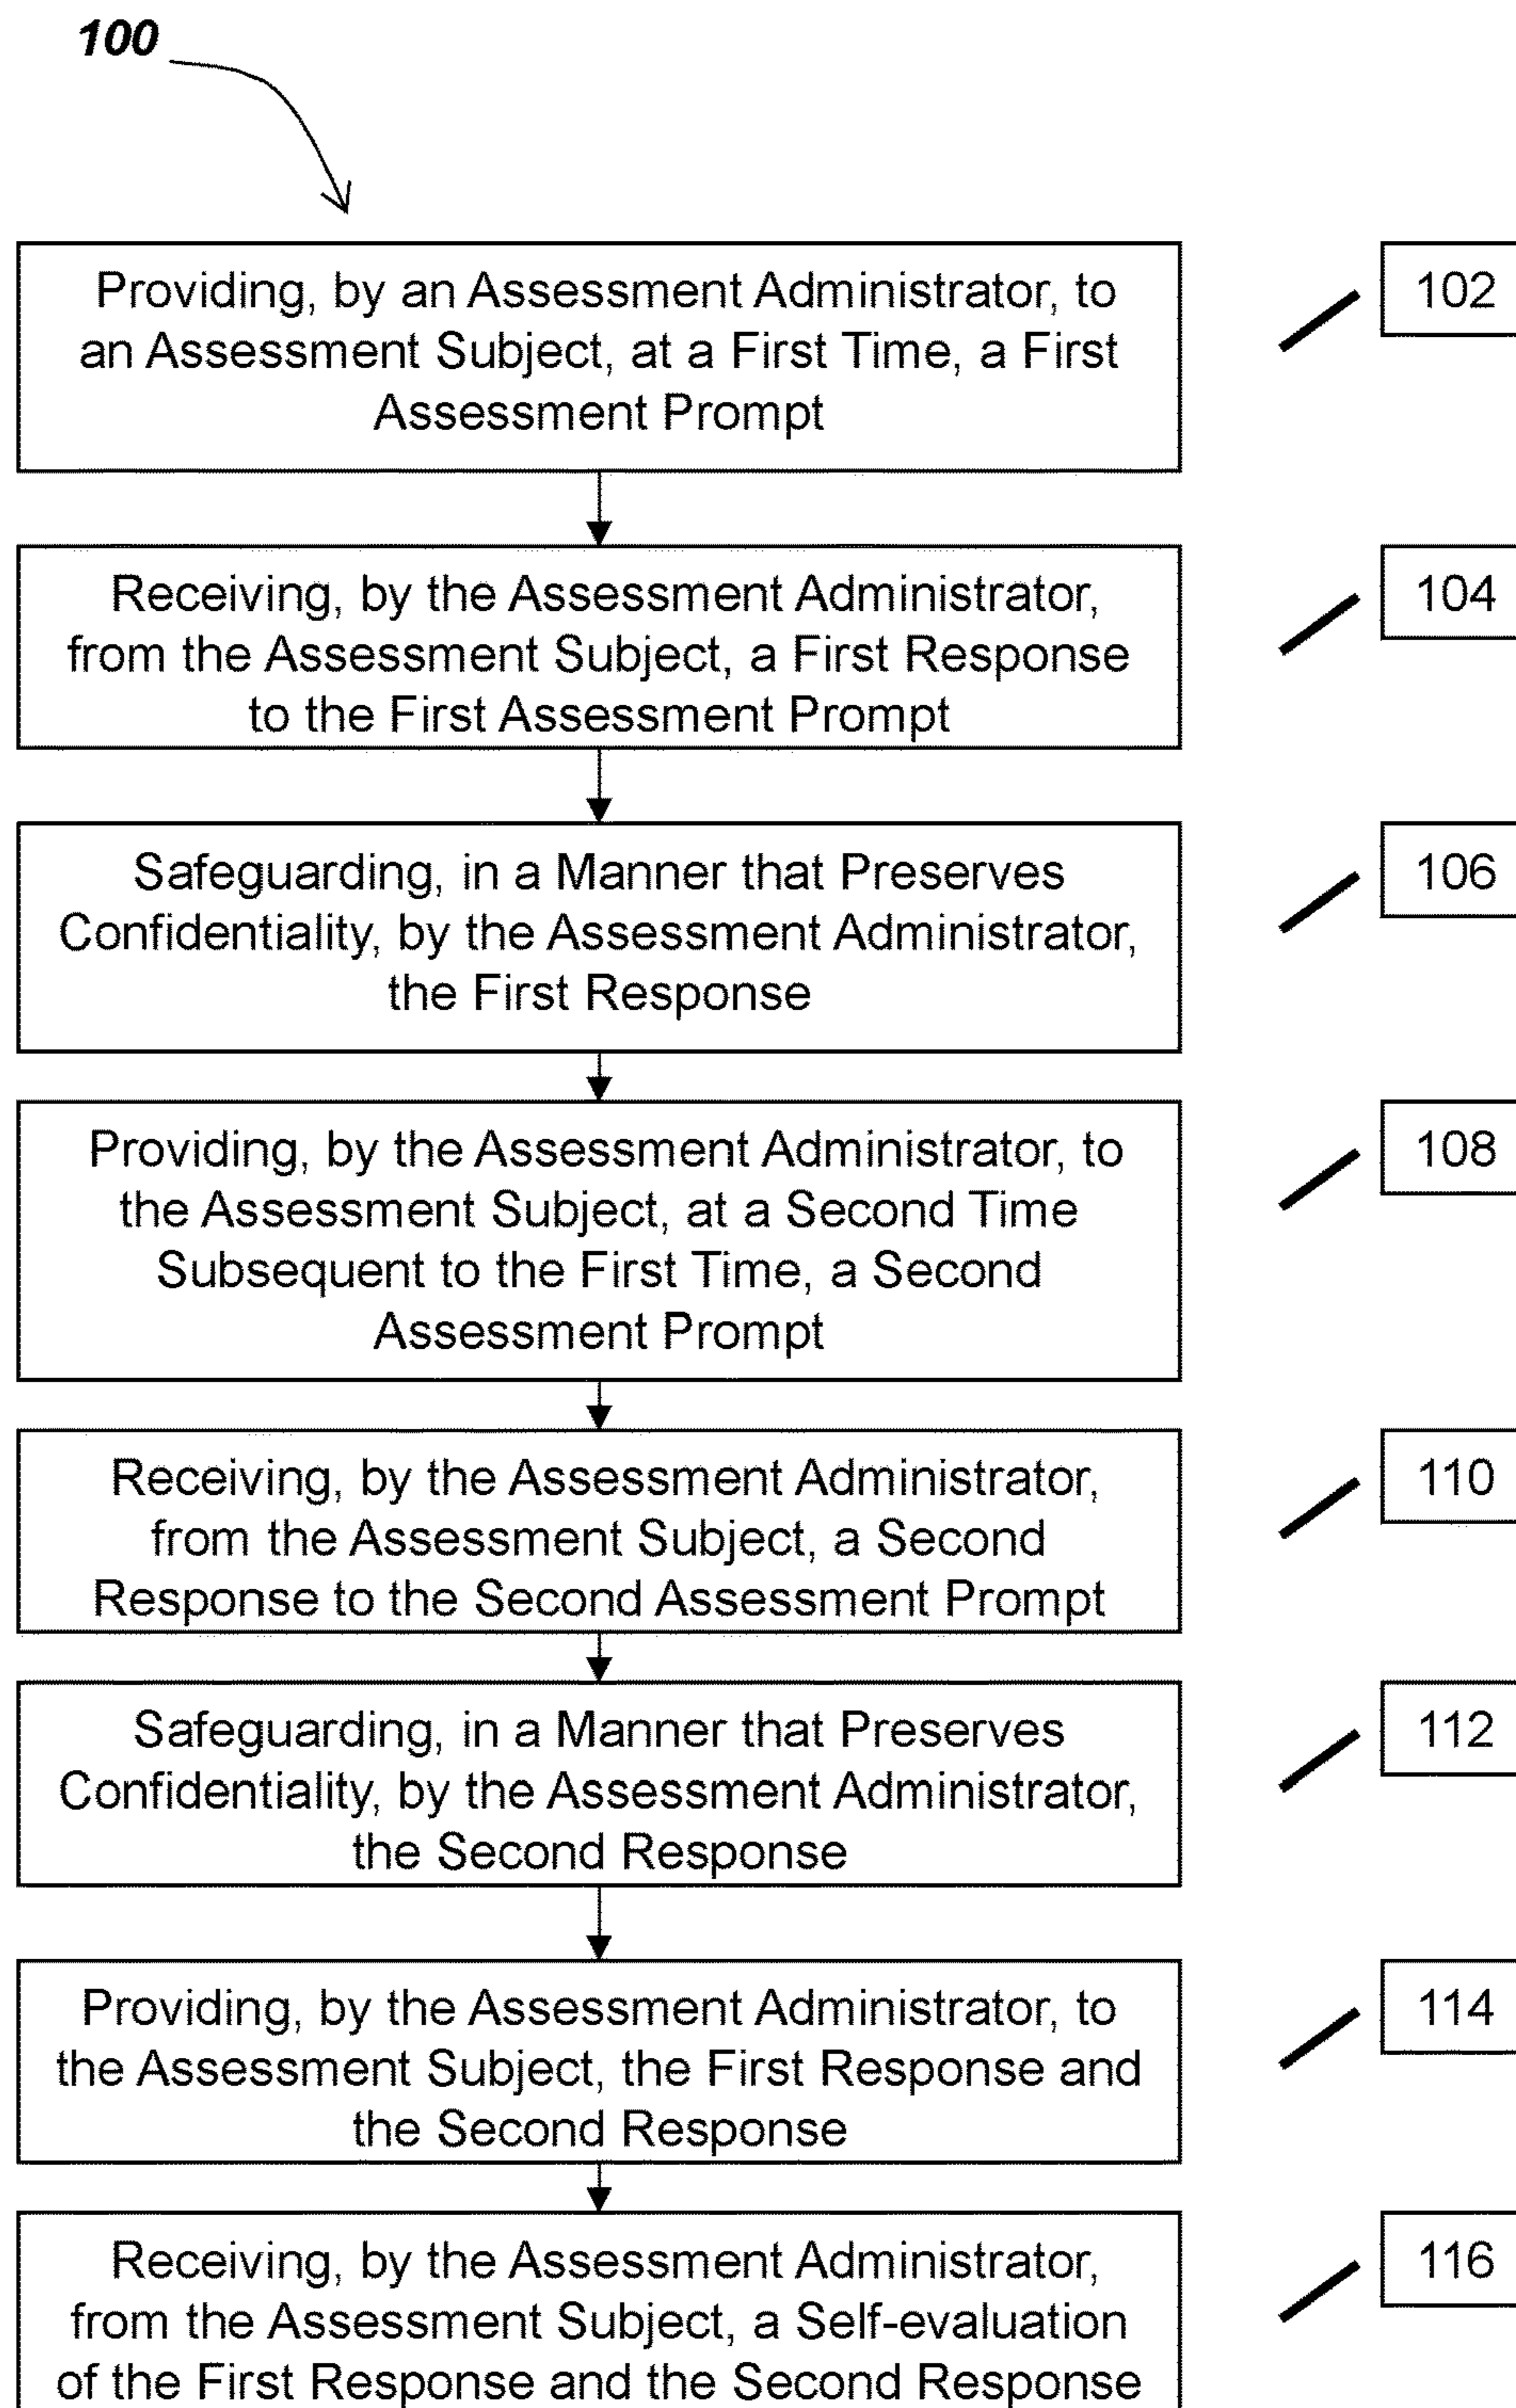 100
Providing, by an Assessment Administrator, to
an Assessment Subject, at a First Time, a First
Assessment Prompt
102
Receiving, by the Assessment Administrator,
from the Assessment Subject, a First Response
to the First Assessment Prompt
104
Safeguarding, in a Manner that Preserves
Confidentiality, by the Assessment Administrator,
the First Response
106
Providing, by the Assessment Administrator, to
the Assessment Subject, at a Second Time
Subsequent to the First Time, a Second
Assessment Prompt
108
Receiving, by the Assessment Administrator,
from the Assessment Subject, a Second
Response to the Second Assessment Prompt
110
Safeguarding, in a Manner that Preserves
Confidentiality, by the Assessment Administrator,
the Second Response
112
Providing, by the Assessment Administrator, to
the Assessment Subject, the First Response and
the Second Response
114
Receiving, by the Assessment Administrator,
from the Assessment Subject, a Self-evaluation
of the First Response and the Second Response
116